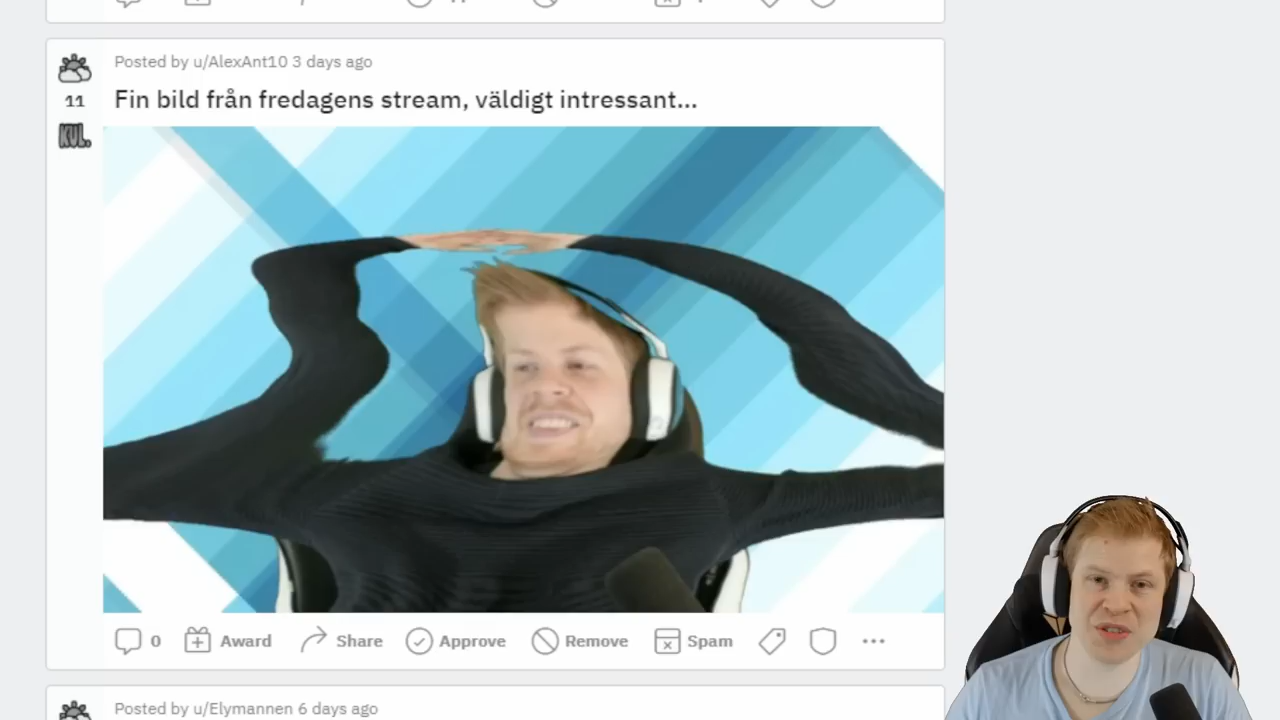 Posted by u/AlexAnt10 3 days ago
11
Fin bild från fredagens stream, väldigt intressant...
KUL.
0 Award Share Approve Remove Spam
Posted by u/Elymannen 6 days ago